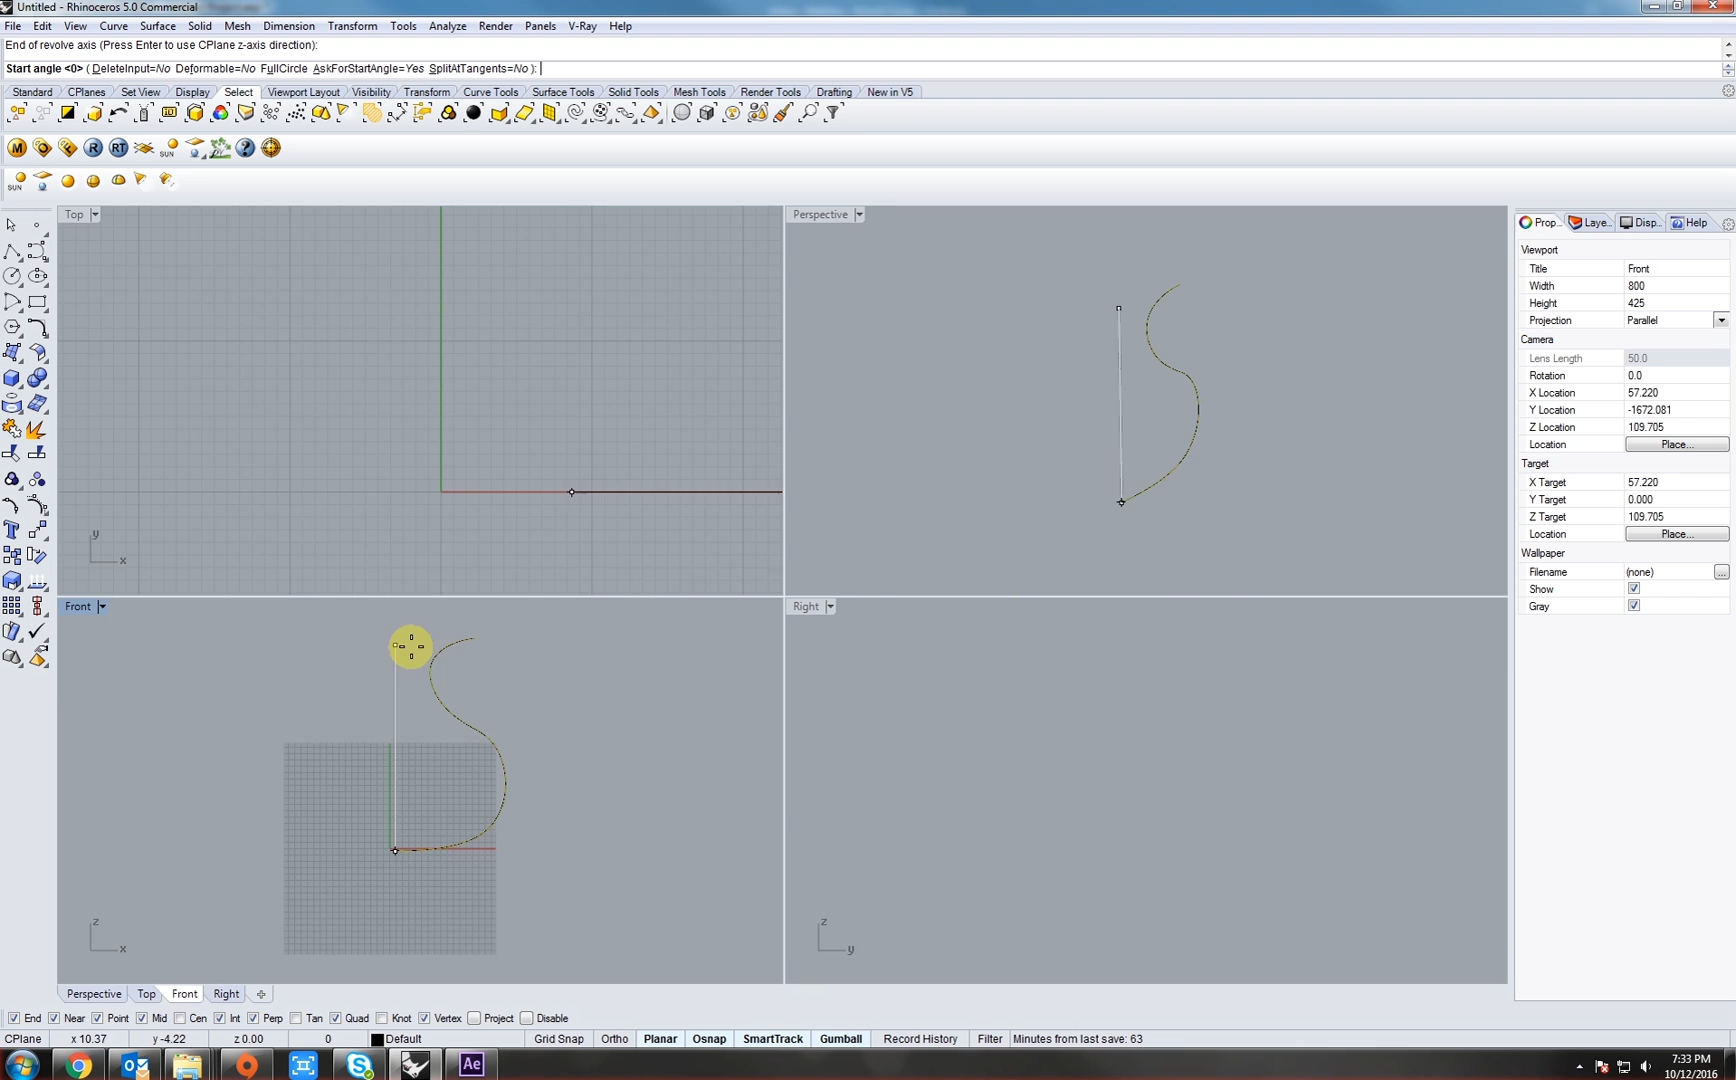 Untitled - Rhinoceros 5.0 Commercial
File Edit View Curve Surface Solid Mesh Dimension Transform Tools Analyze Render Panels V-Ray Help
End of revolve axis (Press Enter to use CPlane z-axis direction):
Start angle <0> ( DeleteInput=No Deformable=No FullCircle AskForStartAngle=Yes SplitAtTangents=No ):
Standard CPlanes Set View Display Select Viewport Layout Visibility Transform Curve Tools Surface Tools Solid Tools Mesh Tools Render Tools Drafting New in V5
M O F R RT SUN ?
SUN
Top
Perspective
Prop... Laye... Disp... Help
Viewport
Title Front
Width 800
Height 425
Projection Parallel
Camera
Lens Length 50.0
Rotation 0.0
X Location 57.220
Y Location -1672.081
Z Location 109.705
Location Place...
Target
X Target 57.220
Y Target 0.000
Z Target 109.705
Location Place...
Wallpaper
Filename (none) ...
Show
Gray
y
x
Front
Right
z
x
z
y
Perspective Top Front Right
End Near Point Mid Cen Int Perp Tan Quad Knot Vertex Project Disable
CPlane x 10.37 y -4.22 z 0.00 0 Default Grid Snap Ortho Planar Osnap SmartTrack Gumball Record History Filter Minutes from last save: 63
Ae
7:33 PM
10/12/2016